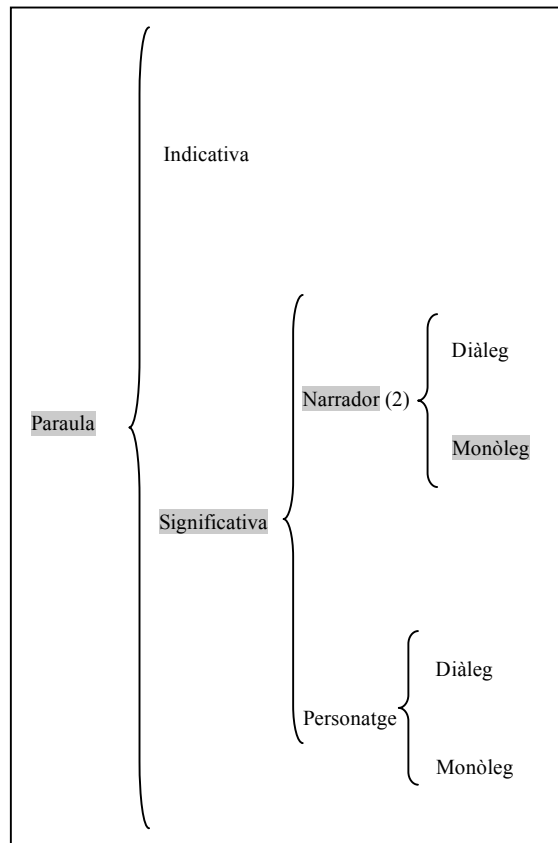 Indicativa
Diàleg
Narrador (2)
Paraula
Monòleg
Significativa
Diàleg
Personatge
Monòleg